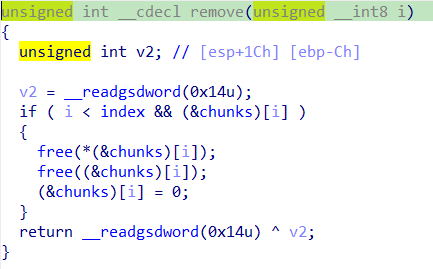 unsigned int __cdecl remove(unsigned __int8 i)
{
  unsigned int v2; // [esp+1Ch] [ebp-Ch]

  v2 = __readgsdword(0x14u);
  if ( i < index && (&chunks)[i] )
  {
    free(*(&chunks)[i]);
    free((&chunks)[i]);
    (&chunks)[i] = 0;
  }
  return __readgsdword(0x14u) ^ v2;
}